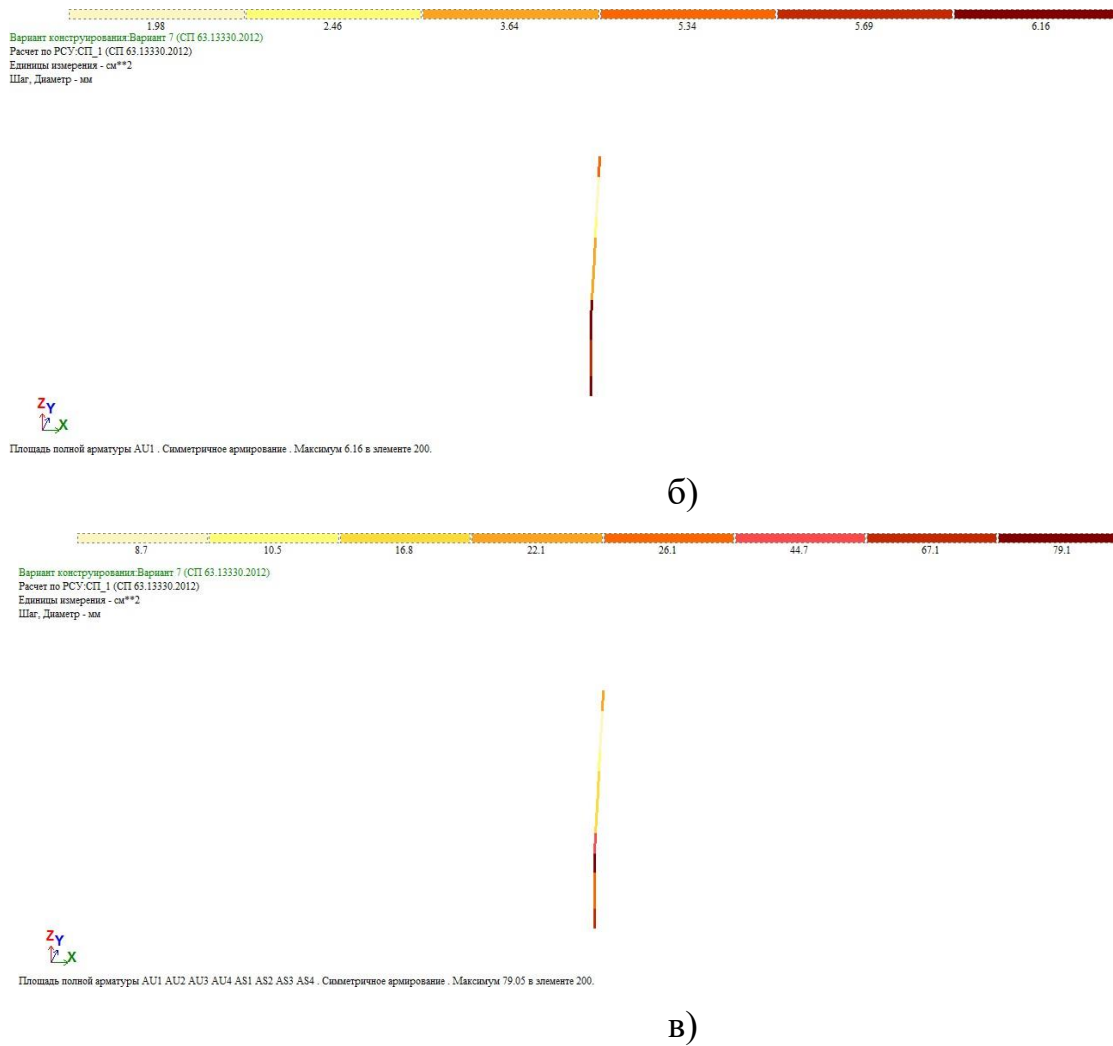 1.98 2.46 3.64 5.34 5.69 6.16
Вариант конструирования:Вариант 7 (СП 63.13330.2012)
Расчет по РСУ:СП_1 (СП 63.13330.2012)
Единицы измерения - см**2
Шаг, Диаметр - мм
Z Y
X
Площадь полной арматуры AU1 . Симметричное армирование . Максимум 6.16 в элементе 200.
б)
8.7 10.5 16.8 22.1 26.1 44.7 67.1 79.1
Вариант конструирования:Вариант 7 (СП 63.13330.2012)
Расчет по РСУ:СП_1 (СП 63.13330.2012)
Единицы измерения - см**2
Шаг, Диаметр - мм
Z Y
X
Площадь полной арматуры AU1 AU2 AU3 AU4 AS1 AS2 AS3 AS4 . Симметричное армирование . Максимум 79.05 в элементе 200.
в)